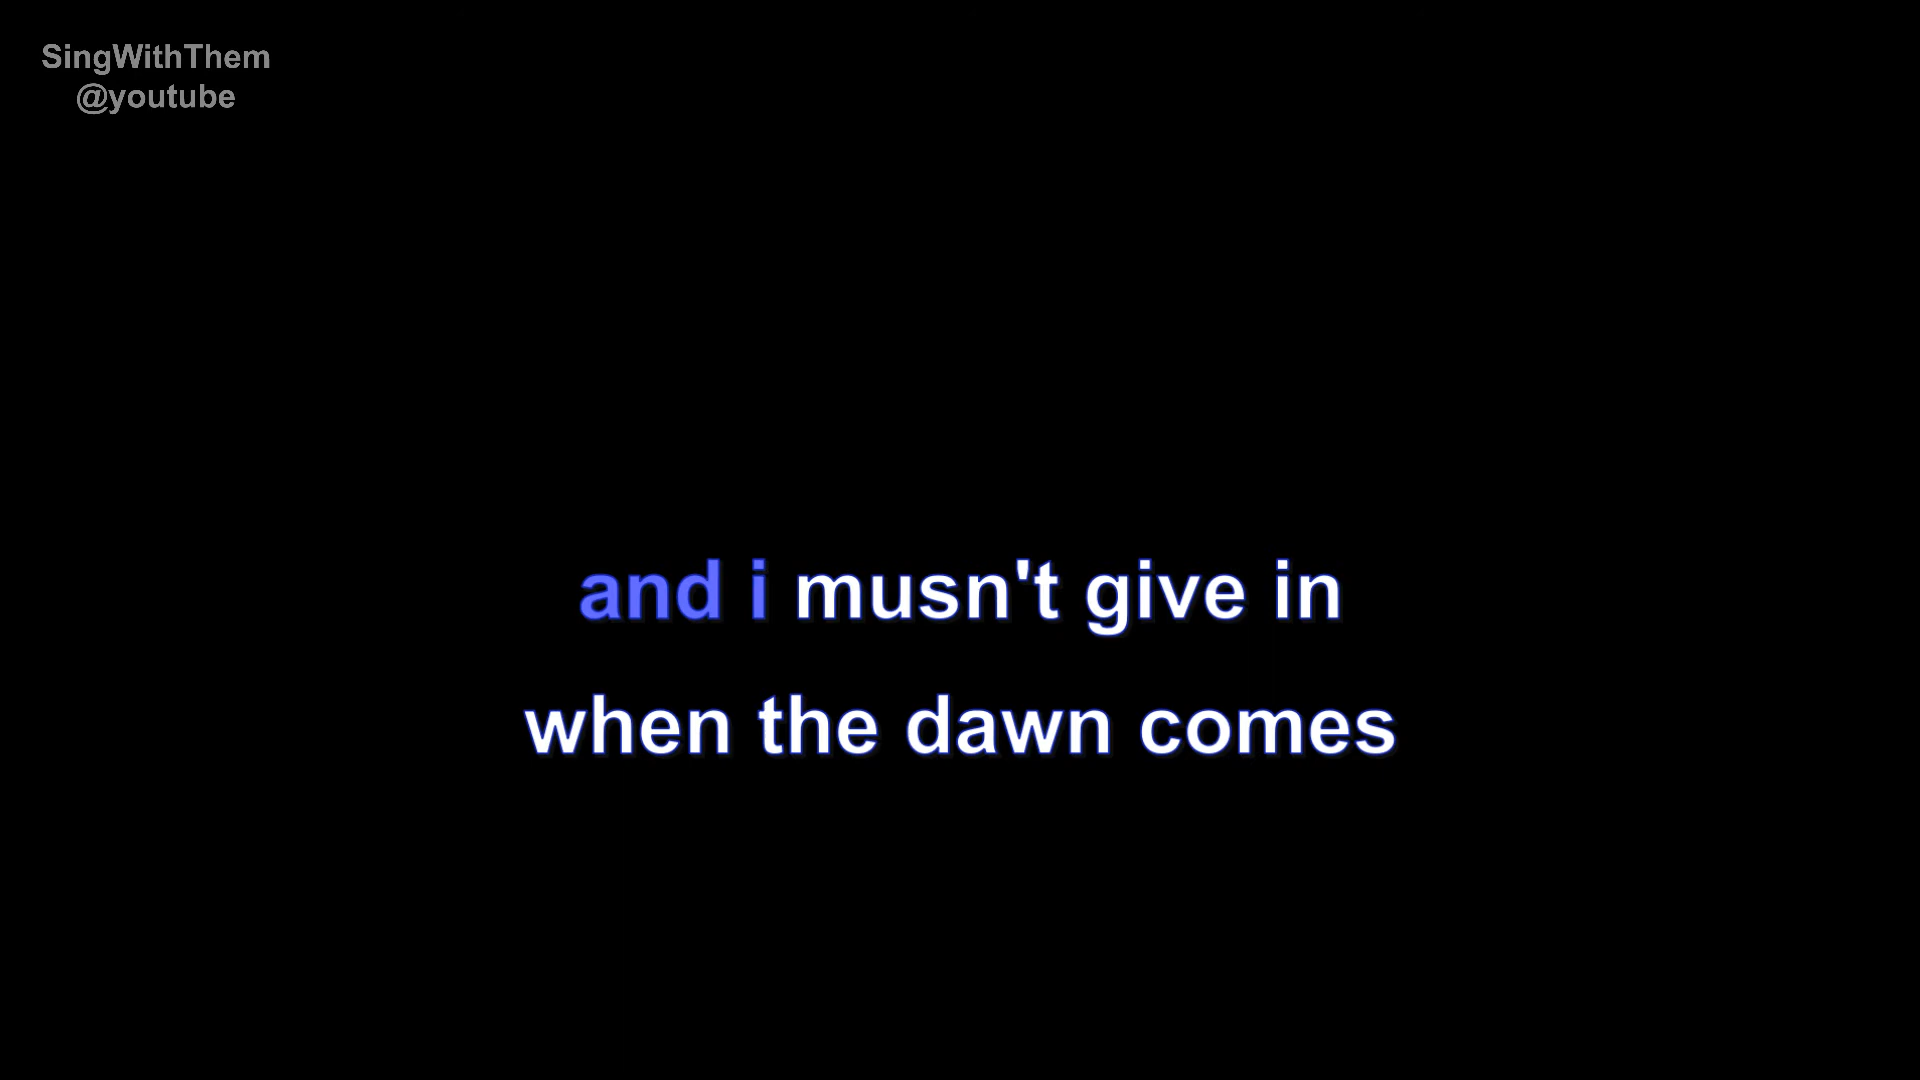 SingWithThem
@youtube
and i musn't give in
when the dawn comes